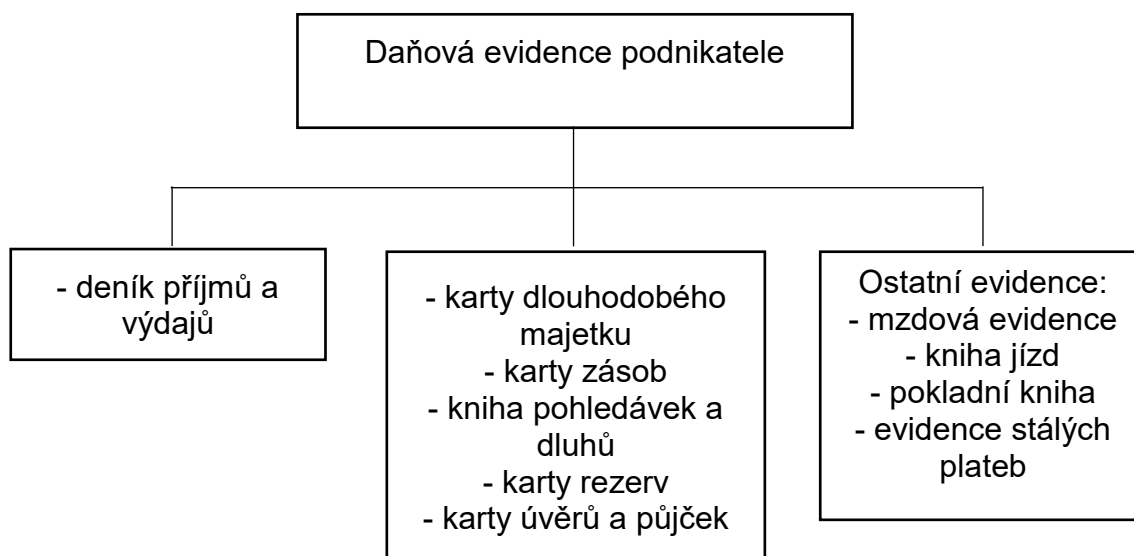 Daňová evidence podnikatele
- deník příjmů a
výdajů
- karty dlouhodobého
majetku
- karty zásob
- kniha pohledávek a
dluhů
- karty rezerv
- karty úvěrů a půjček
Ostatní evidence:
- mzdová evidence
- kniha jízd
- pokladní kniha
- evidence stálých
plateb